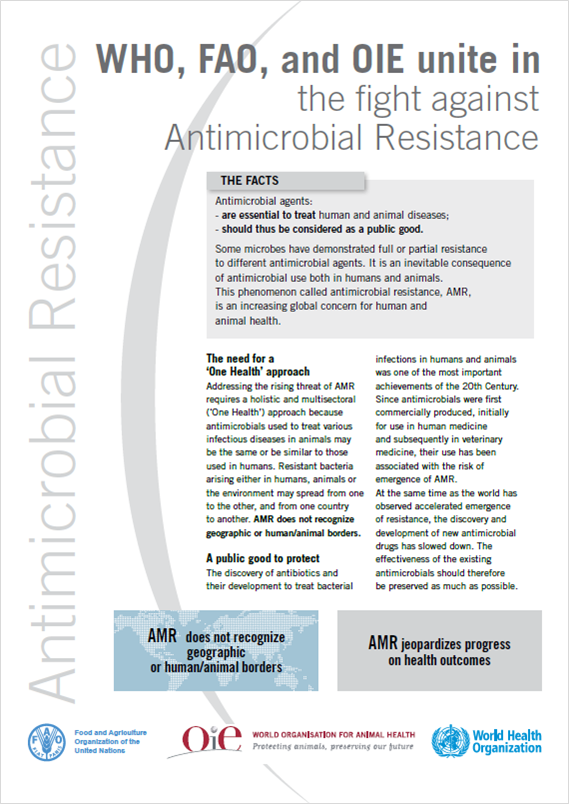 Antimicrobial Resistance
WHO, FAO, and OIE unite in
the fight against
Antimicrobial Resistance
THE FACTS
Antimicrobial agents:
- are essential to treat human and animal diseases;
- should thus be considered as a public good.
Some microbes have demonstrated full or partial resistance
to different antimicrobial agents. It is an inevitable consequence
of antimicrobial use both in humans and animals.
This phenomenon called antimicrobial resistance, AMR,
is an increasing global concern for human and
animal health.
The need for a
‘One Health’ approach
Addressing the rising threat of AMR
requires a holistic and multisectoral
(‘One Health’) approach because
antimicrobials used to treat various
infectious diseases in animals may
be the same or be similar to those
used in humans. Resistant bacteria
arising either in humans, animals or
the environment may spread from one
to the other, and from one country
to another. AMR does not recognize
geographic or human/animal borders.
A public good to protect
The discovery of antibiotics and
their development to treat bacterial
infections in humans and animals
was one of the most important
achievements of the 20th Century.
Since antimicrobials were first
commercially produced, initially
for use in human medicine
and subsequently in veterinary
medicine, their use has been
associated with the risk of
emergence of AMR.
At the same time as the world has
observed accelerated emergence
of resistance, the discovery and
development of new antimicrobial
drugs has slowed down. The
effectiveness of the existing
antimicrobials should therefore
be preserved as much as possible.
AMR does not recognize
geographic
or human/animal borders
AMR jeopardizes progress
on health outcomes
FAO
FIAT PANIS
Food and Agriculture
Organization of the
United Nations
Oie
WORLD ORGANISATION FOR ANIMAL HEALTH
Protecting animals, preserving our future
World Health
Organization